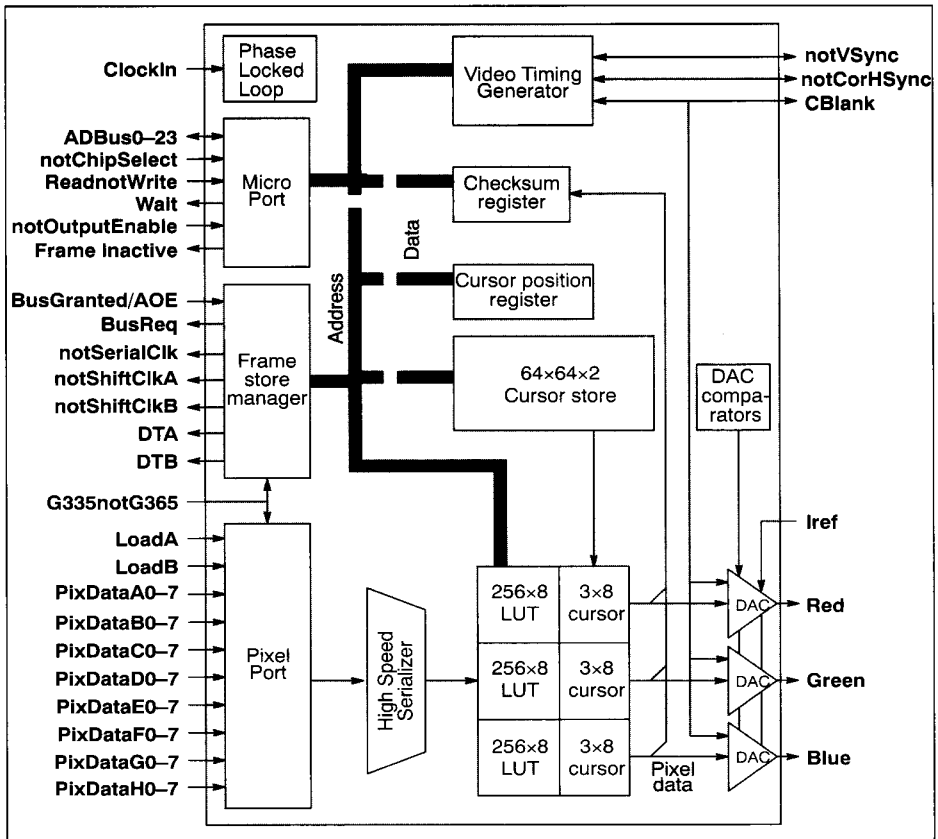 ClockIn
ADBus0–23
notChipSelect
ReadnotWrite
Wait
notOutputEnable
Frame Inactive
BusGranted/AOE
BusReq
notSerialClk
notShiftClkA
notShiftClkB
DTA
DTB
G335notG365
LoadA
LoadB
PixDataA0–7
PixDataB0–7
PixDataC0–7
PixDataD0–7
PixDataE0–7
PixDataF0–7
PixDataG0–7
PixDataH0–7
Phase
Locked
Loop
Micro
Port
Frame
store
manager
Pixel
Port
High Speed
Serializer
Address
Data
Video Timing
Generator
Checksum
register
Cursor position
register
64×64×2
Cursor store
256×8
LUT
3×8
cursor
256×8
LUT
3×8
cursor
256×8
LUT
3×8
cursor
Pixel
data
DAC
compa-
rators
DAC
DAC
DAC
notVSync
notCorHSync
CBlank
Iref
Red
Green
Blue